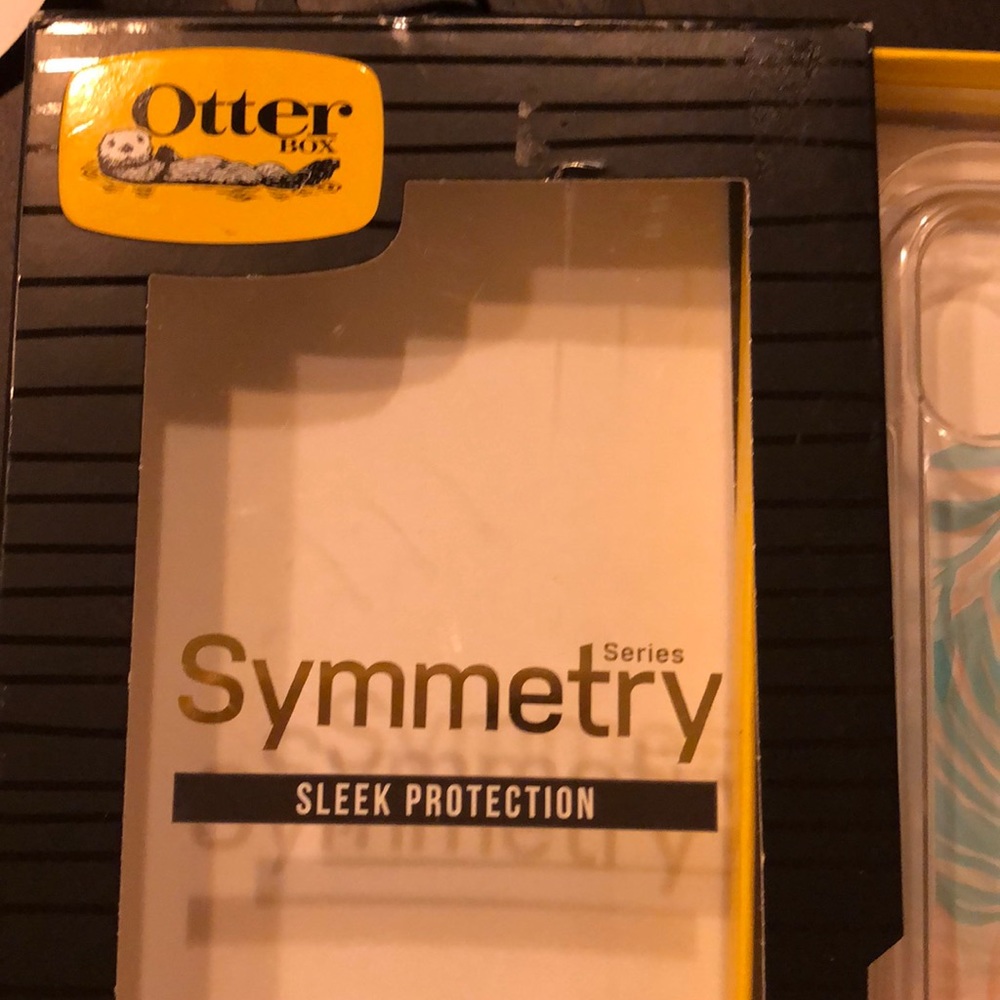 Otter
BOX
Series
Symmetry
SLEEK PROTECTION